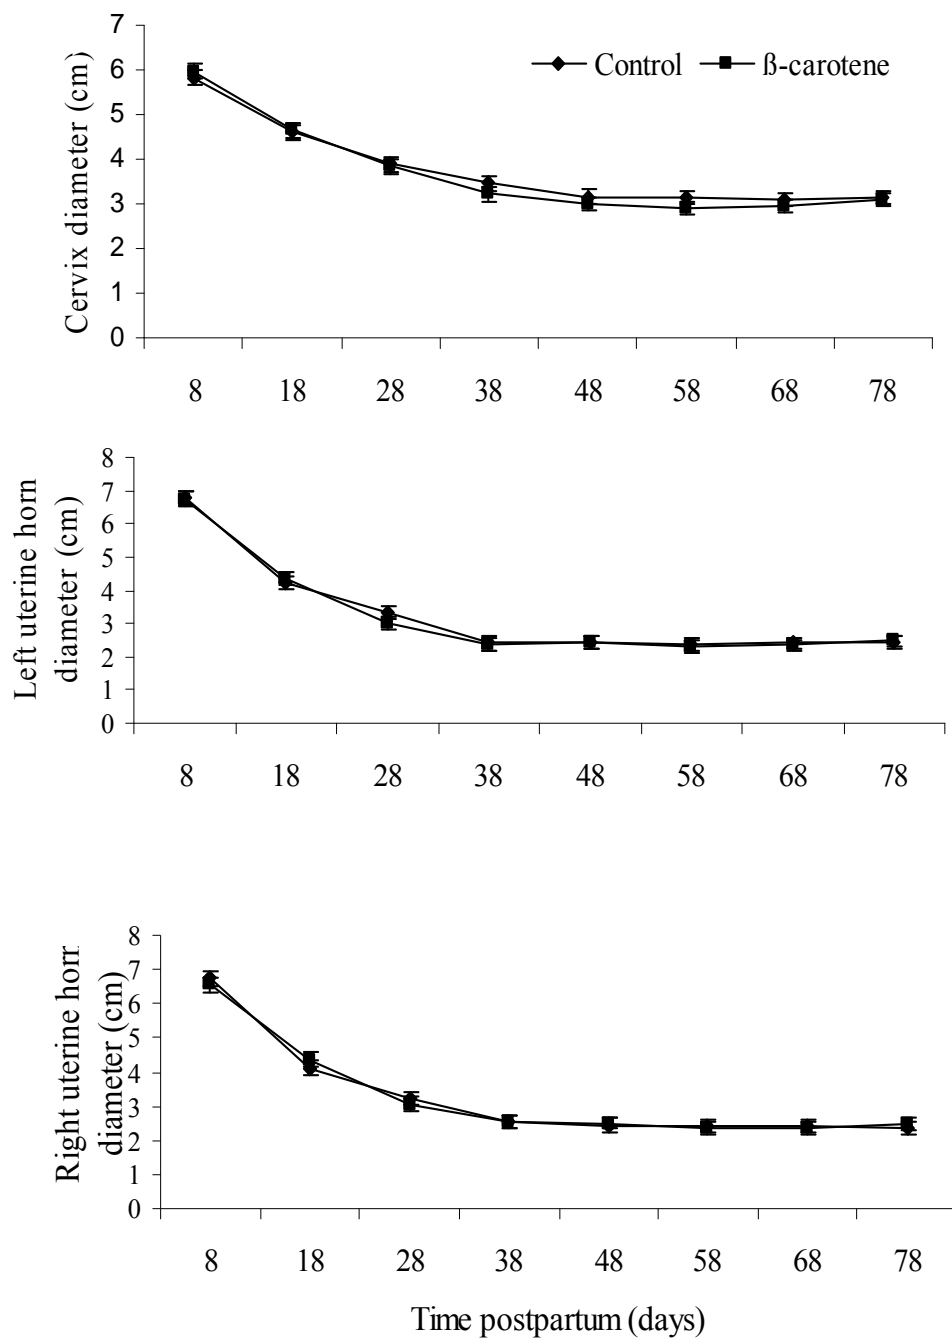 7
6
5
4
3
2
1
0
Cervix diameter (cm)
Control
ß-carotene
8 18 28 38 48 58 68 78
8
7
6
5
4
3
2
1
0
Left uterine horn
diameter (cm)
8 18 28 38 48 58 68 78
8
7
6
5
4
3
2
1
0
Right uterine horn
diameter (cm)
8 18 28 38 48 58 68 78
Time postpartum (days)